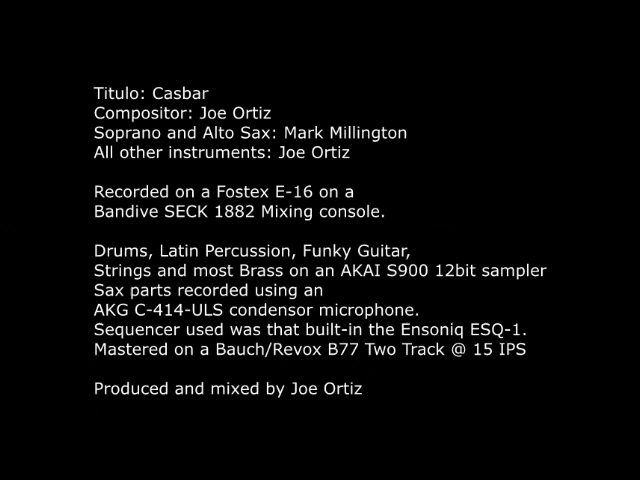 Titulo: Casbar
Compositor: Joe Ortiz
Soprano and Alto Sax: Mark Millington
All other instruments: Joe Ortiz
Recorded on a Fostex E-16 on a
Bandive SECK 1882 Mixing console.
Drums, Latin Percussion, Funky Guitar,
Strings and most Brass on an AKAI S900 12bit sampler
Sax parts recorded using an
AKG C-414-ULS condensor microphone.
Sequencer used was that built-in the Ensoniq ESQ-1.
Mastered on a Bauch/Revox B77 Two Track @ 15 IPS
Produced and mixed by Joe Ortiz